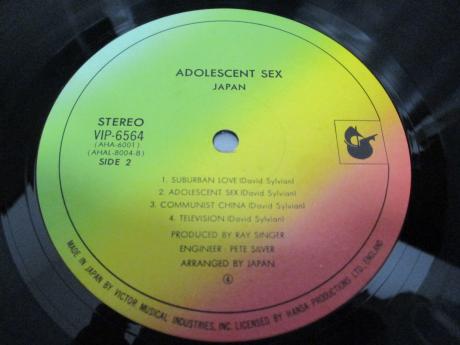 ADOLESCENT SEX
JAPAN
STEREO
VIP-6564
(AHA-6001)
(AHAL-8004-B)
SIDE 2
1. SUBURBAN LOVE (David Sylvian)
2. ADOLESCENT SEX (David Sylvian)
3. COMMUNIST CHINA (David Sylvian)
4. TELEVISION (David Sylvian)
PRODUCED BY RAY SINGER
ENGINEER : PETE SILVER
ARRANGED BY JAPAN
4
MADE IN JAPAN BY VICTOR MUSICAL INDUSTRIES, INC. LICENSED BY HANSA PRODUCTIONS LTD., ENGLAND